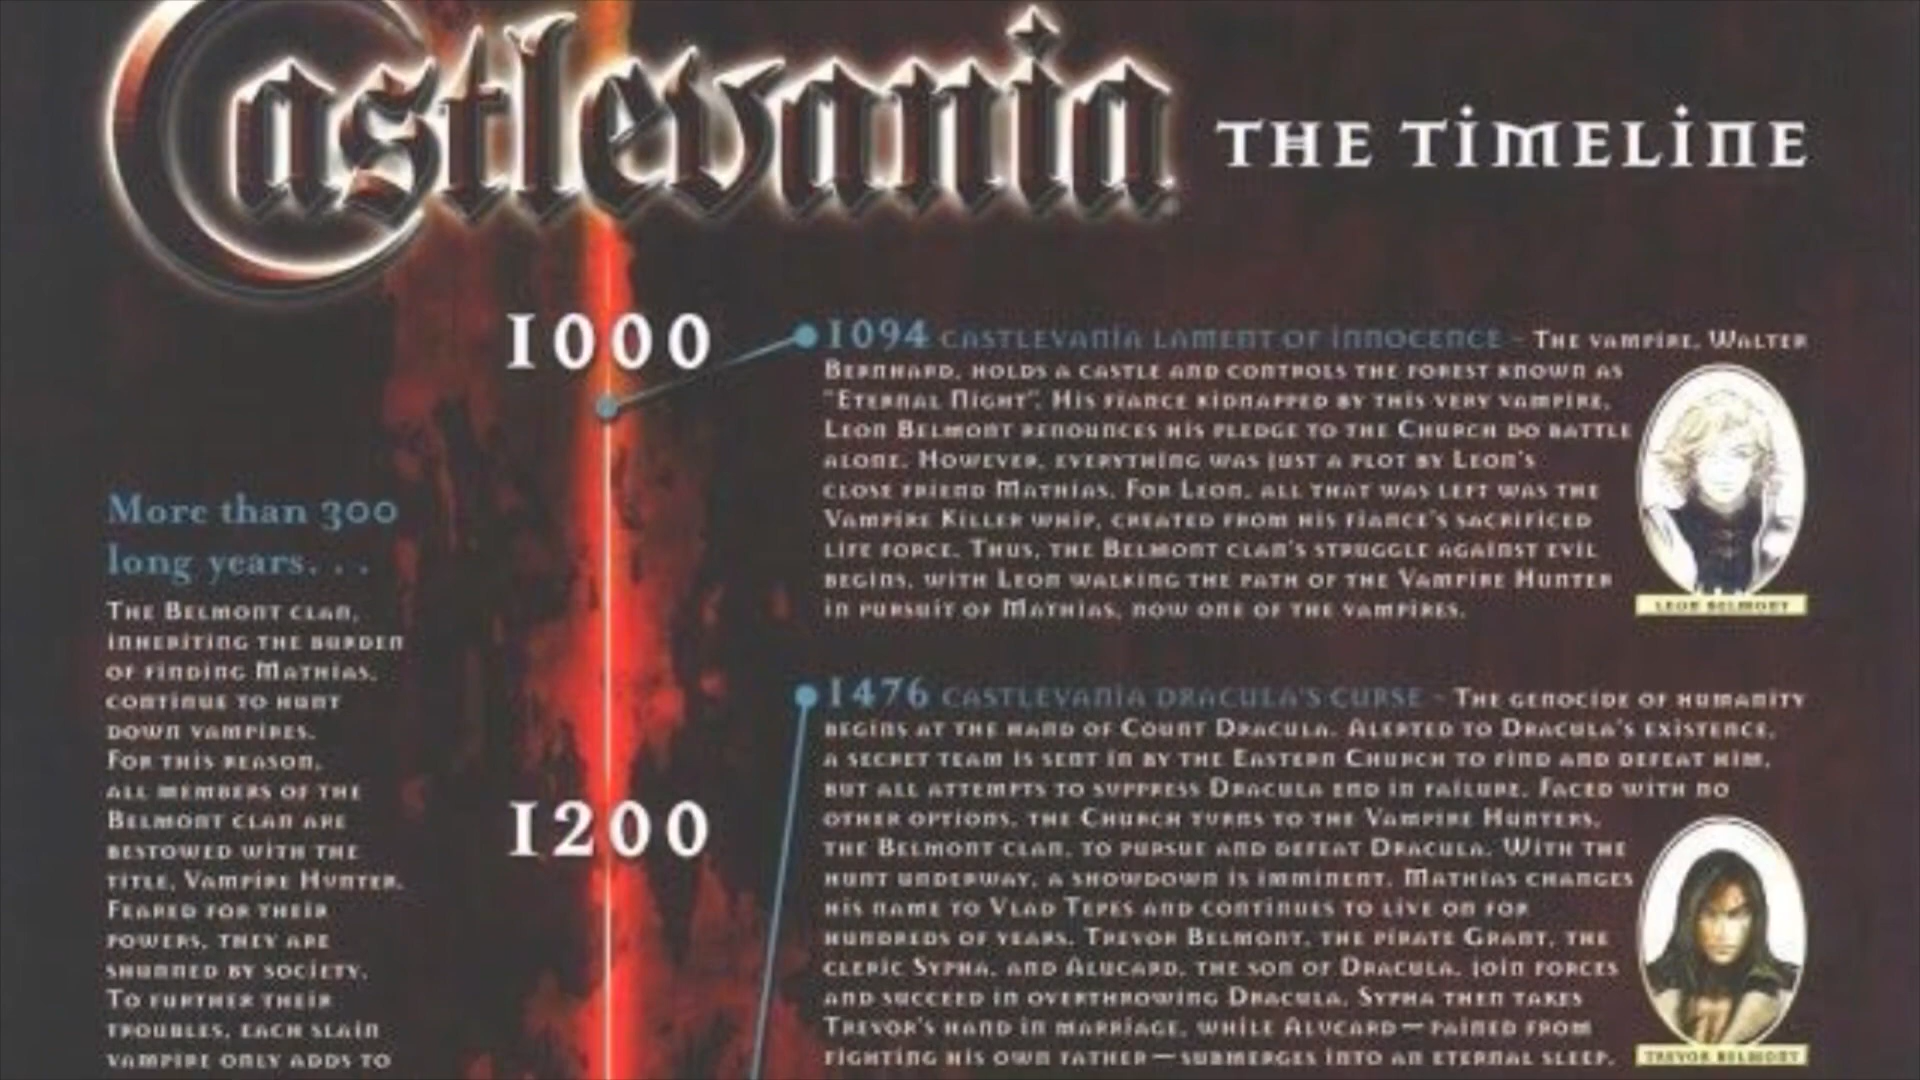 Castlevania THE TIMELINE
1000
1094 CASTLEVANIA LAMENT OF INNOCENCE - THE VAMPIRE, WALTER
BERNHARD, HOLDS A CASTLE AND CONTROLS THE FOREST KNOWN AS
"ETERNAL NIGHT". HIS FIANCE KIDNAPPED BY THIS VERY VAMPIRE,
LEON BELMONT RENOUNCES HIS PLEDGE TO THE CHURCH DO BATTLE
ALONE. HOWEVER, EVERYTHING WAS JUST A PLOT BY LEON'S
CLOSE FRIEND MATHIAS. FOR LEON, ALL THAT WAS LEFT WAS THE
VAMPIRE KILLER WHIP, CREATED FROM HIS FIANCE'S SACRIFICED
LIFE FORCE. THUS, THE BELMONT CLAN'S STRUGGLE AGAINST EVIL
BEGINS, WITH LEON WALKING THE PATH OF THE VAMPIRE HUNTER
IN PURSUIT OF MATHIAS, NOW ONE OF THE VAMPIRES.
LEON BELMONT
More than 300
long years. . .
THE BELMONT CLAN,
INHERITING THE BURDEN
OF FINDING MATHIAS,
CONTINUE TO HUNT
DOWN VAMPIRES.
FOR THIS REASON,
ALL MEMBERS OF THE
BELMONT CLAN ARE
BESTOWED WITH THE
TITLE, VAMPIRE HUNTER.
FEARED FOR THEIR
POWERS, THEY ARE
SHUNNED BY SOCIETY.
TO FURTHER THEIR
TROUBLES, EACH SLAIN
VAMPIRE ONLY ADDS TO
1200
1476 CASTLEVANIA DRACULA'S CURSE - THE GENOCIDE OF HUMANITY
BEGINS AT THE HAND OF COUNT DRACULA. ALERTED TO DRACULA'S EXISTENCE,
A SECRET TEAM IS SENT IN BY THE EASTERN CHURCH TO FIND AND DEFEAT HIM,
BUT ALL ATTEMPTS TO SUPPRESS DRACULA END IN FAILURE. FACED WITH NO
OTHER OPTIONS, THE CHURCH TURNS TO THE VAMPIRE HUNTERS,
THE BELMONT CLAN, TO PURSUE AND DEFEAT DRACULA. WITH THE
HUNT UNDERWAY, A SHOWDOWN IS IMMINENT. MATHIAS CHANGES
HIS NAME TO VLAD TEPES AND CONTINUES TO LIVE ON FOR
HUNDREDS OF YEARS. TREVOR BELMONT, THE PIRATE GRANT, THE
CLERIC SYPHA, AND ALUCARD, THE SON OF DRACULA, JOIN FORCES
AND SUCCEED IN OVERTHROWING DRACULA. SYPHA THEN TAKES
TREVOR'S HAND IN MARRIAGE, WHILE ALUCARD—PAINED FROM
FIGHTING HIS OWN FATHER—SUBMERGES INTO AN ETERNAL SLEEP.
TREVOR BELMONT